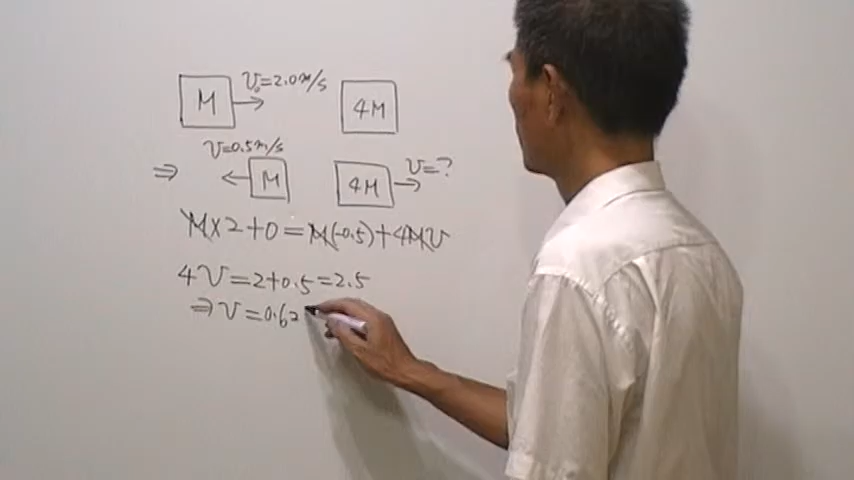 M V₀=2.0m/s 4M
V=0.5m/s
⇒ M 4M V=?
M×2+0=M(-0.5)+4MV
4V=2+0.5=2.5
⇒V=0.62